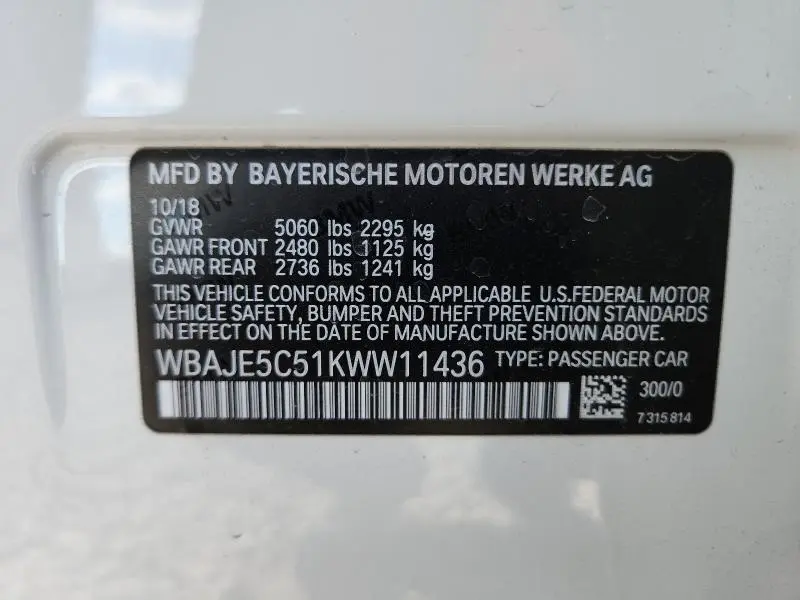 MFD BY BAYERISCHE MOTOREN WERKE AG
10/18
GVWR 5060 lbs 2295 kg
GAWR FRONT 2480 lbs 1125 kg
GAWR REAR 2736 lbs 1241 kg
THIS VEHICLE CONFORMS TO ALL APPLICABLE U.S.FEDERAL MOTOR
VEHICLE SAFETY, BUMPER AND THEFT PREVENTION STANDARDS
IN EFFECT ON THE DATE OF MANUFACTURE SHOWN ABOVE.
WBAJE5C51KWW11436 TYPE: PASSENGER CAR
300/0
7315814